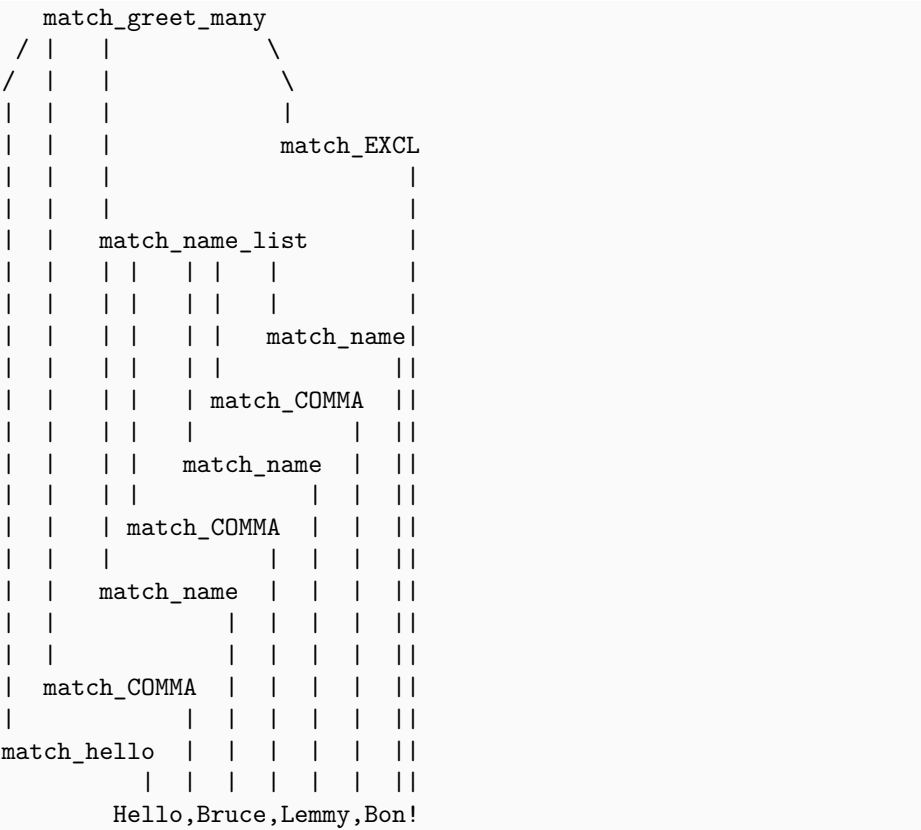 match_greet_many
match_EXCL
match_name_list
match_name
match_COMMA
match_name
match_COMMA
match_name
match_COMMA
match_hello
Hello,Bruce,Lemmy,Bon!